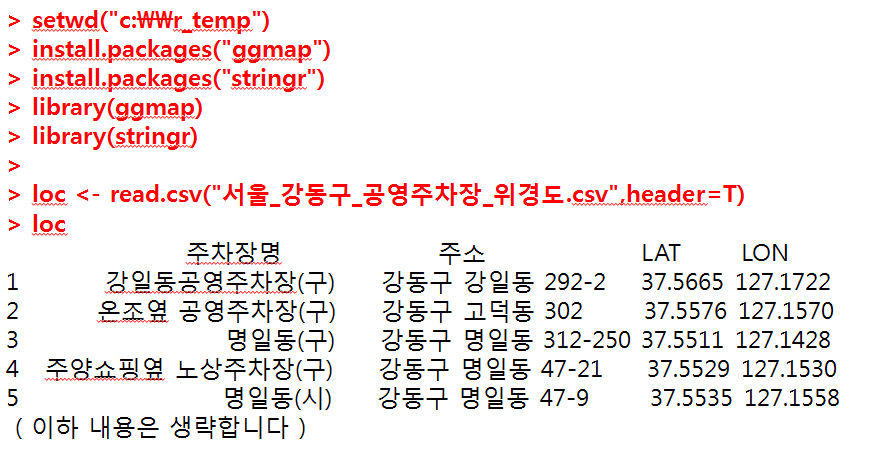 > setwd("c:₩₩r_temp")
> install.packages("ggmap")
> install.packages("stringr")
> library(ggmap)
> library(stringr)
>
> loc <- read.csv("서울_강동구_공영주차장_위경도.csv",header=T)
> loc
주차장명 주소 LAT LON
1 강일동공영주차장(구) 강동구 강일동 292-2 37.5665 127.1722
2 온조옆 공영주차장(구) 강동구 고덕동 302 37.5576 127.1570
3 명일동(구) 강동구 명일동 312-250 37.5511 127.1428
4 주양쇼핑옆 노상주차장(구) 강동구 명일동 47-21 37.5529 127.1530
5 명일동(시) 강동구 명일동 47-9 37.5535 127.1558
( 이하 내용은 생략합니다 )